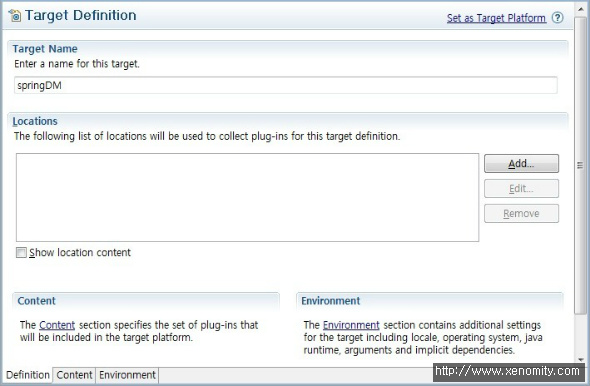 Target Definition
Set as Target Platform
Target Name
Enter a name for this target.
springDM
Locations
The following list of locations will be used to collect plug-ins for this target definition.
Add...
Edit...
Remove
Show location content
Content
The Content section specifies the set of plug-ins that
will be included in the target platform.
Environment
The Environment section contains additional settings
for the target including locale, operating system, java
runtime, arguments and implicit dependencies.
Definition Content Environment
http://www.xenomity.com